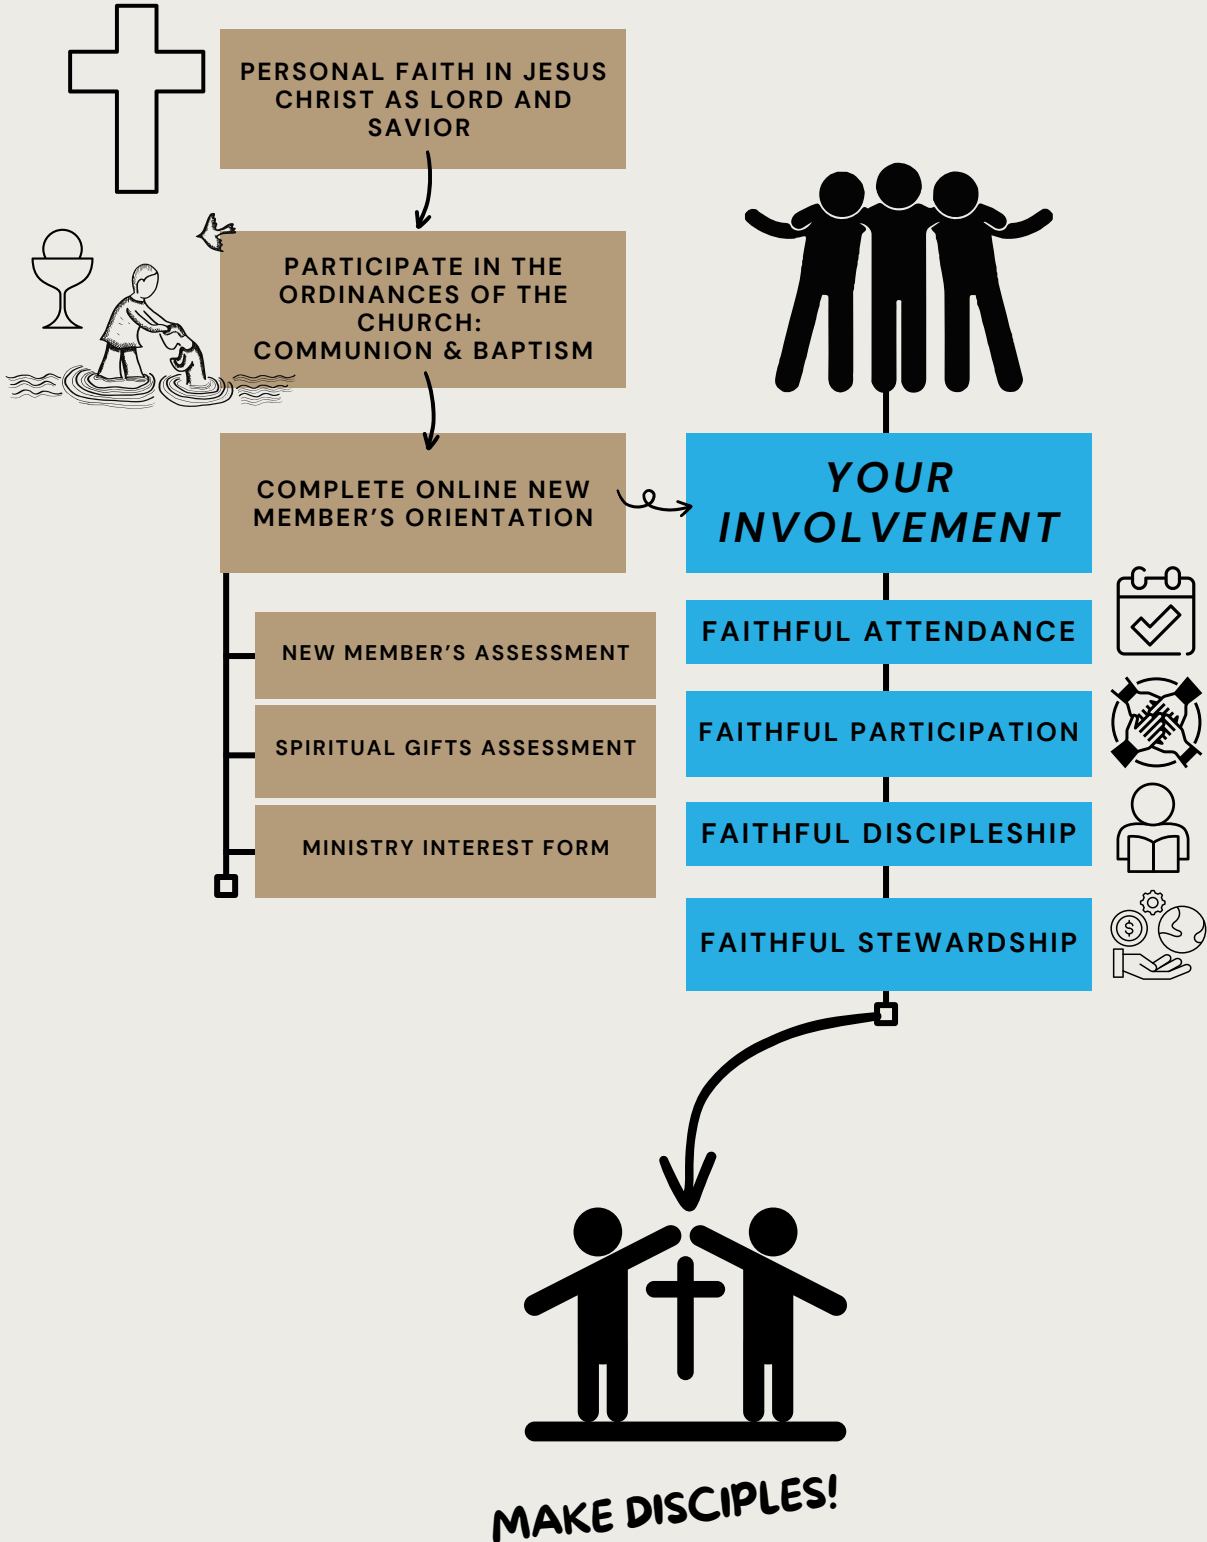 PERSONAL FAITH IN JESUS
CHRIST AS LORD AND
SAVIOR
PARTICIPATE IN THE
ORDINANCES OF THE
CHURCH:
COMMUNION & BAPTISM
COMPLETE ONLINE NEW
MEMBER’S ORIENTATION
NEW MEMBER’S ASSESSMENT
SPIRITUAL GIFTS ASSESSMENT
MINISTRY INTEREST FORM
YOUR
INVOLVEMENT
FAITHFUL ATTENDANCE
FAITHFUL PARTICIPATION
FAITHFUL DISCIPLESHIP
FAITHFUL STEWARDSHIP
$
MAKE DISCIPLES!